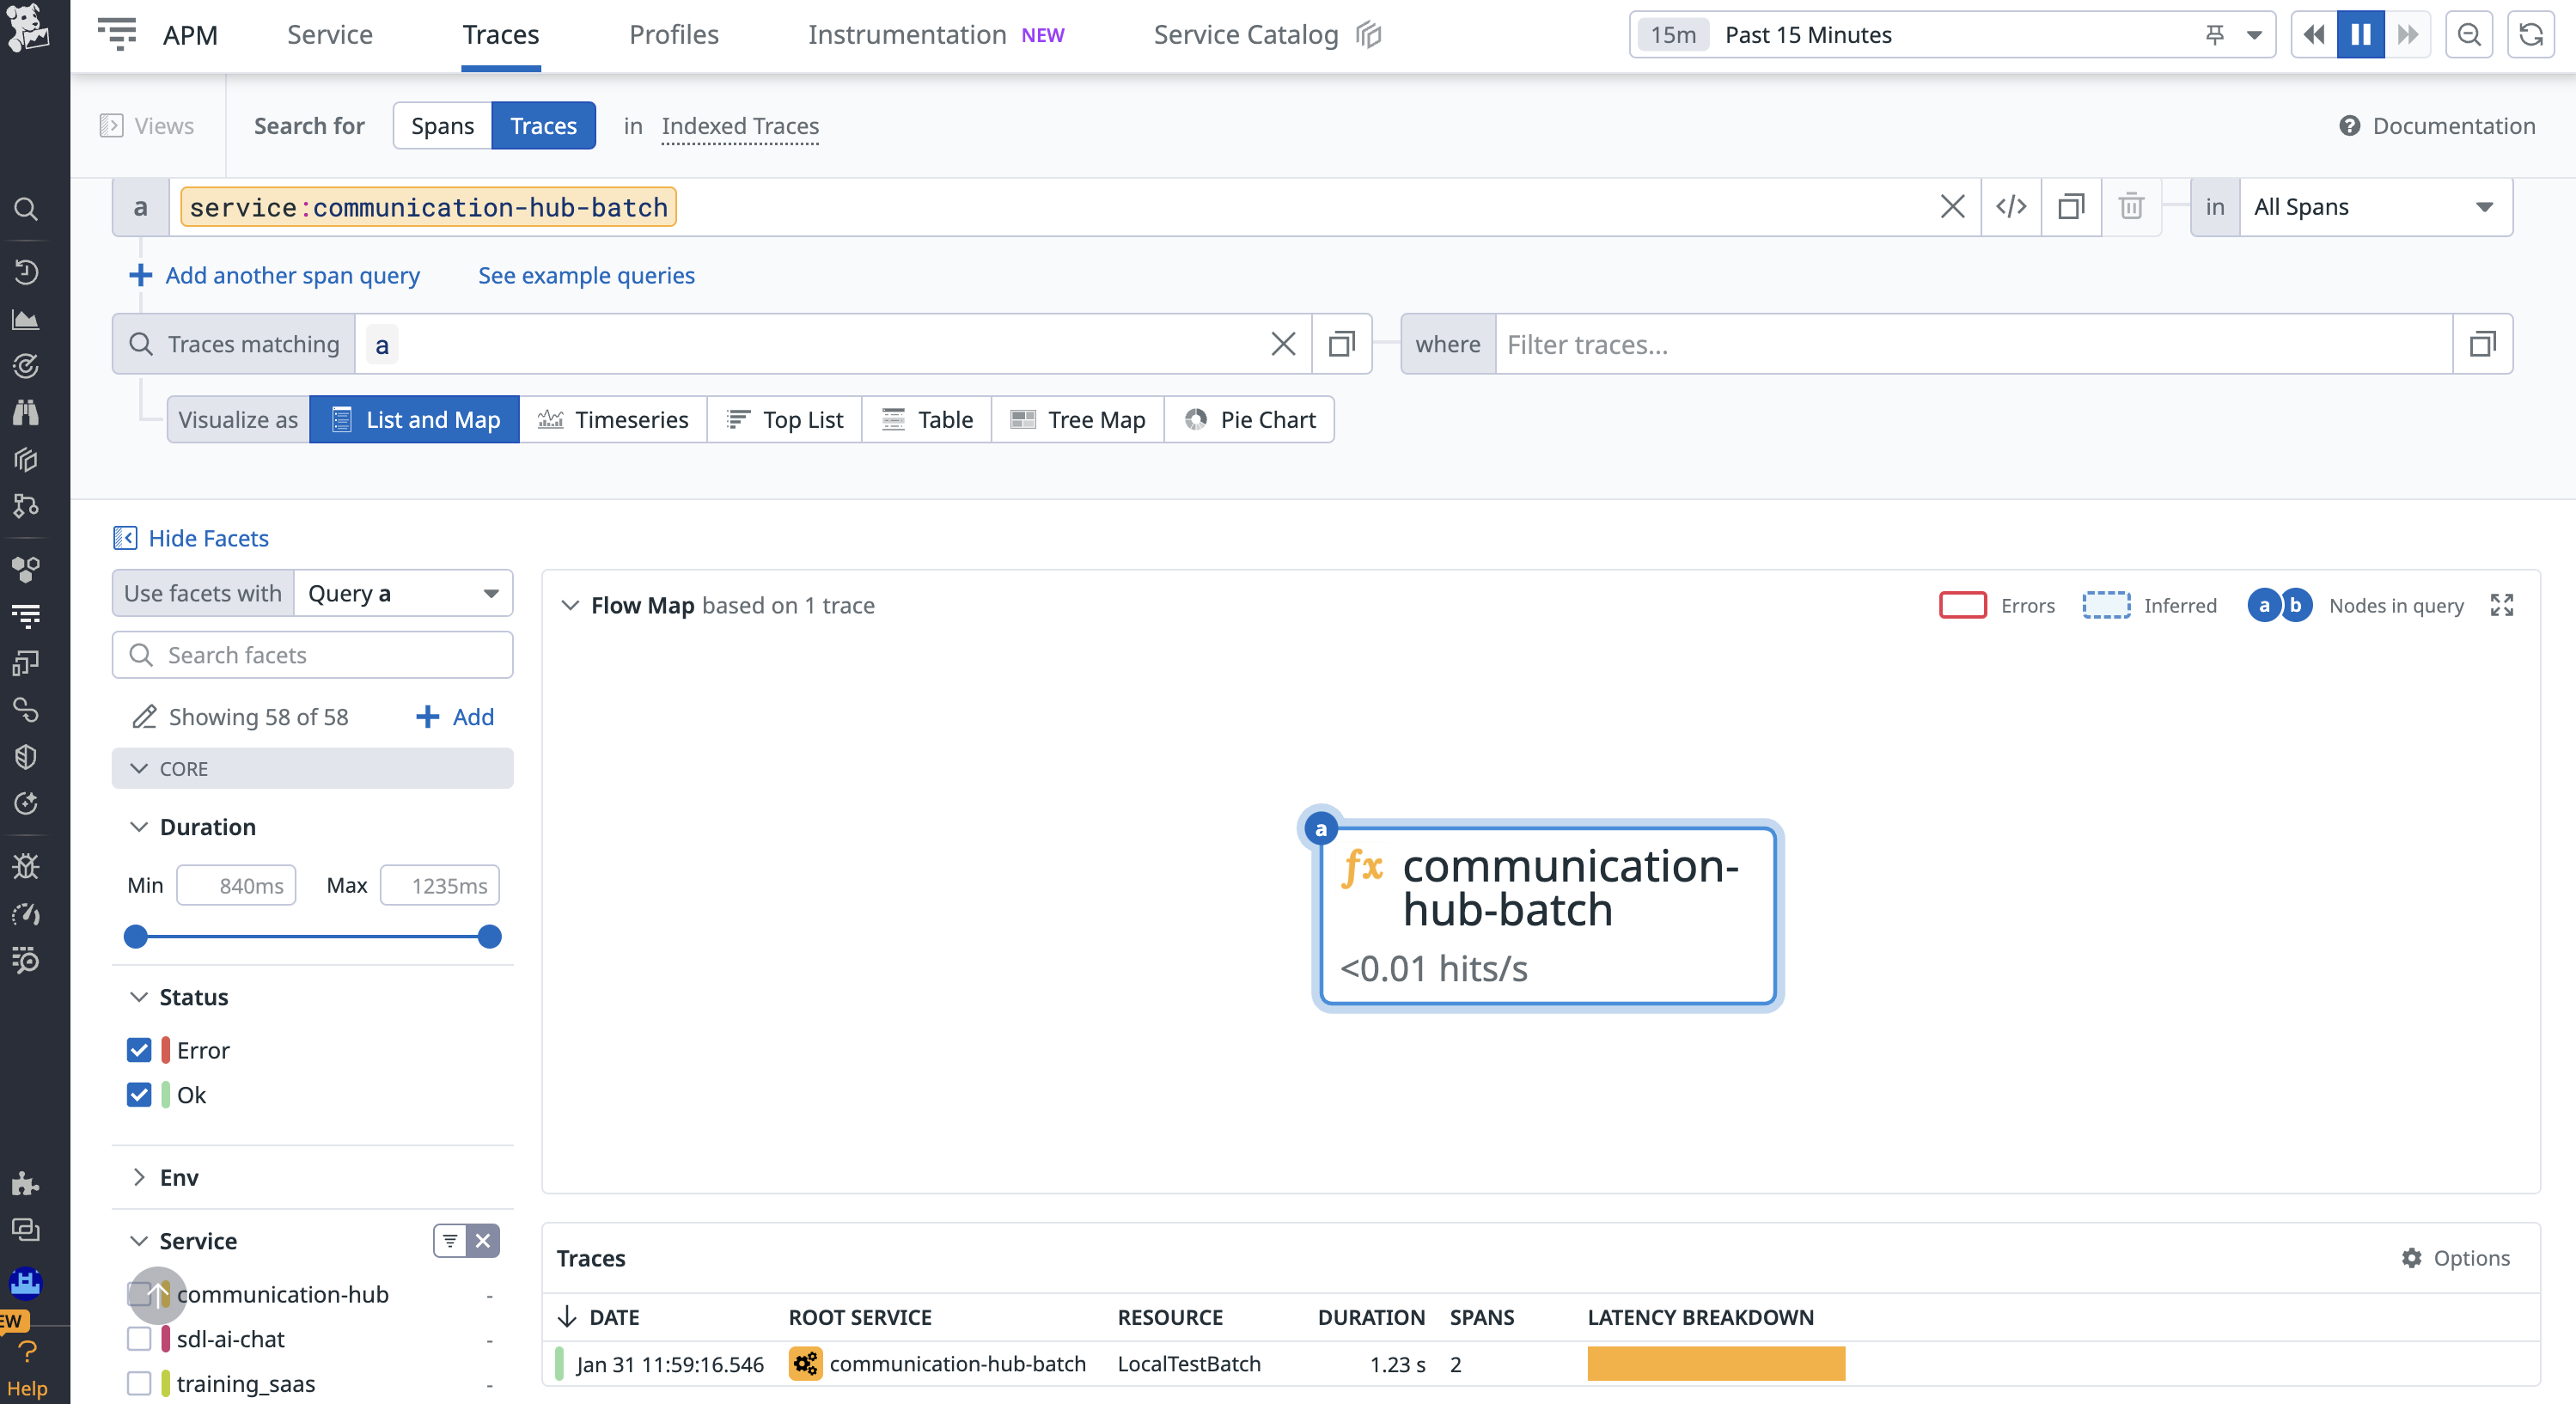 APM
Service
Traces
Profiles
Instrumentation NEW
Service Catalog
15m Past 15 Minutes
Views
Search for
Spans
Traces
in
Indexed Traces
Documentation
a
service:communication-hub-batch
in
All Spans
Add another span query
See example queries
Traces matching
a
where
Filter traces...
Visualize as
List and Map
Timeseries
Top List
Table
Tree Map
Pie Chart
Hide Facets
Use facets with
Query a
Search facets
Showing 58 of 58
Add
CORE
Duration
Min 840ms Max 1235ms
Status
Error
Ok
Env
Service
communication-hub -
sdl-ai-chat -
training_saas -
Flow Map based on 1 trace
Errors
Inferred
a b Nodes in query
a
fx communication-
hub-batch
<0.01 hits/s
Traces
Options
DATE ROOT SERVICE RESOURCE DURATION SPANS LATENCY BREAKDOWN
Jan 31 11:59:16.546 communication-hub-batch LocalTestBatch 1.23 s 2
EW
Help